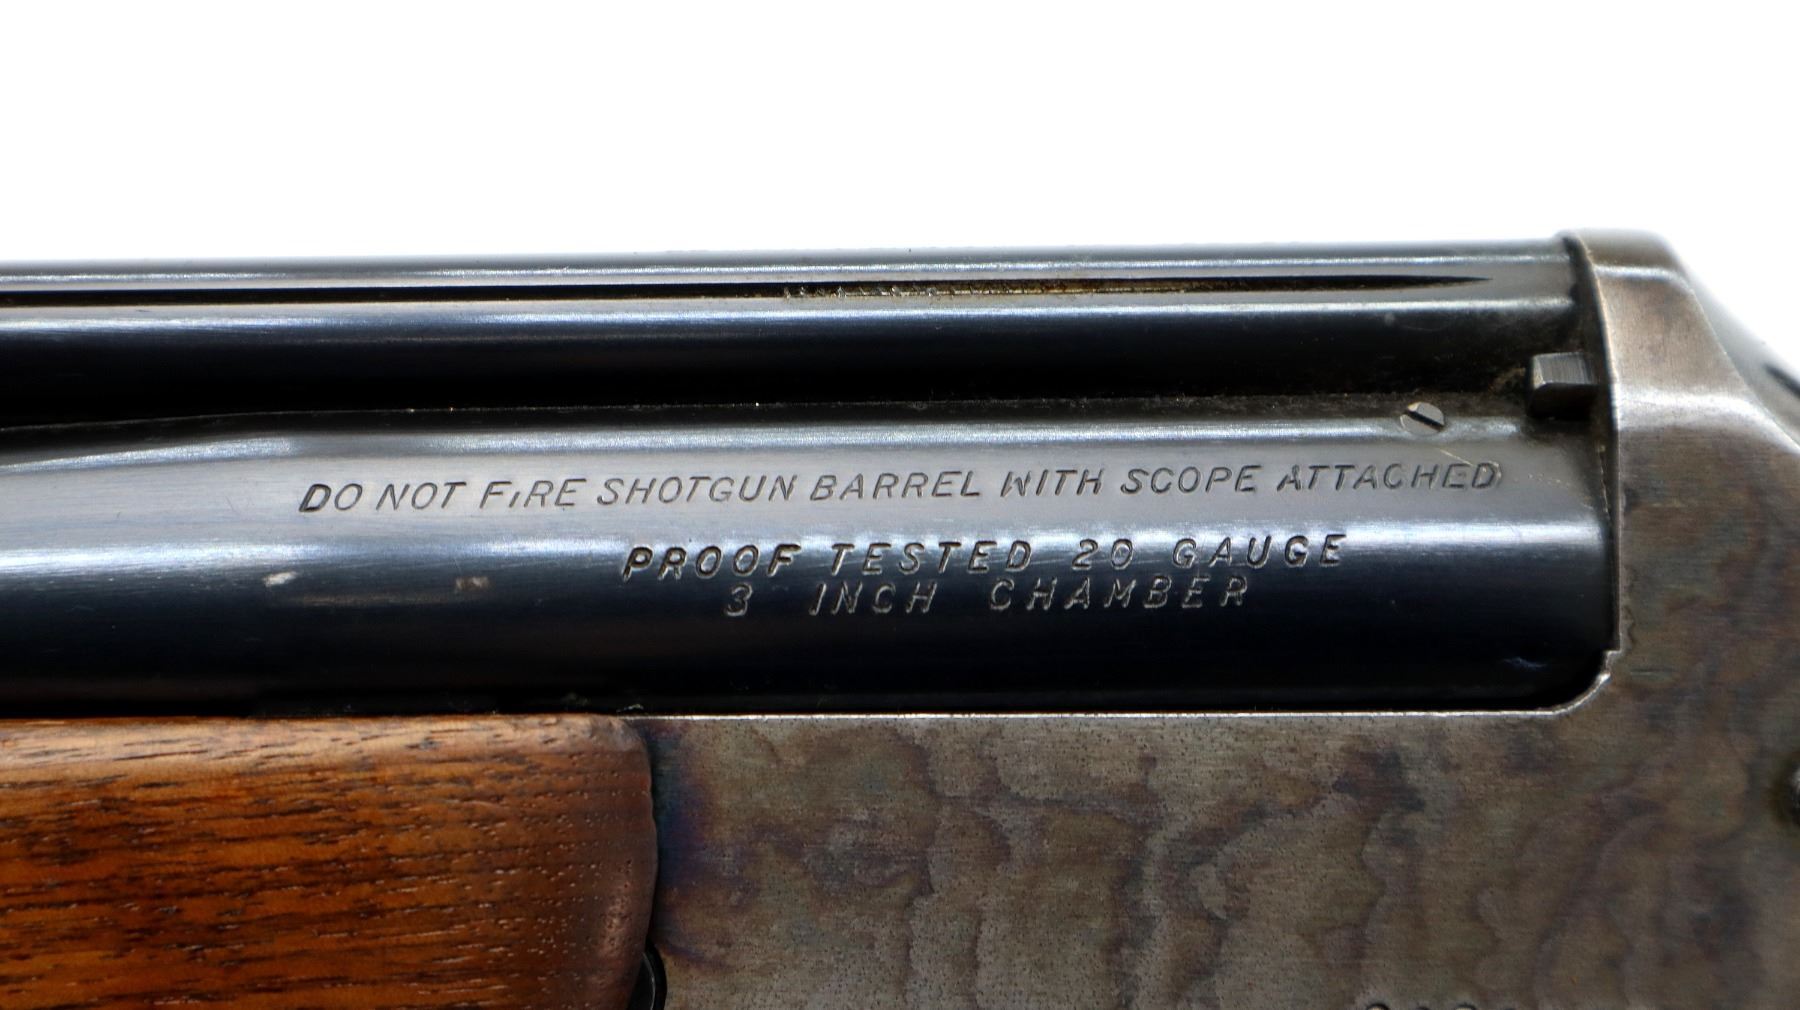 DO NOT FIRE SHOTGUN BARREL WITH SCOPE ATTACHED
PROOF TESTED 20 GAUGE
3 INCH CHAMBER